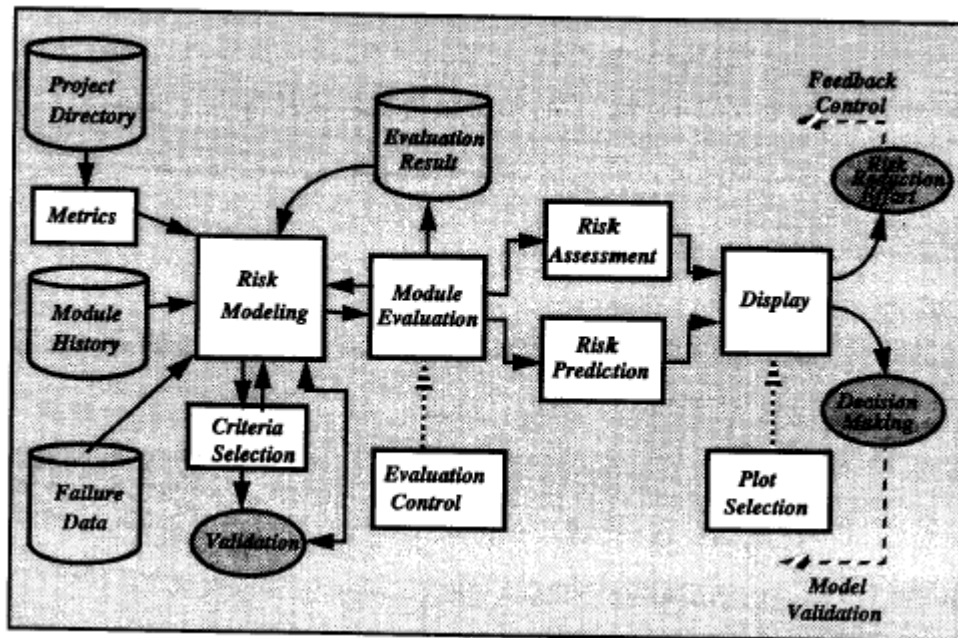 Project
Directory
Metrics
Module
History
Failure
Data
Risk
Modeling
Criteria
Selection
Validation
Evaluation
Result
Module
Evaluation
Evaluation
Control
Risk
Assessment
Risk
Prediction
Display
Plot
Selection
Feedback
Control
Risk
Reduction
Effort
Decision
Making
Model
Validation